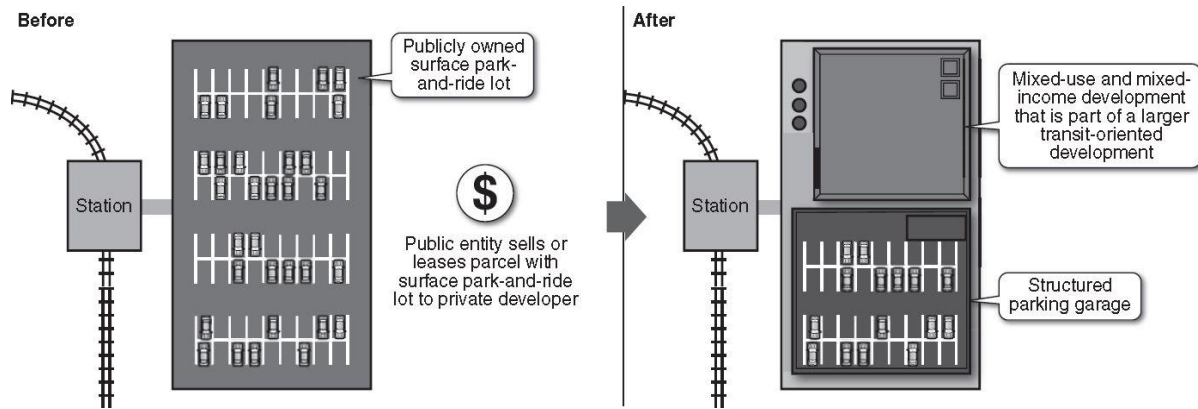 Before
Publicly owned
surface park-
and-ride lot
Station
$
Public entity sells or
leases parcel with
surface park-and-ride
lot to private developer
After
Mixed-use and mixed-
income development
that is part of a larger
transit-oriented
development
Station
Structured
parking garage